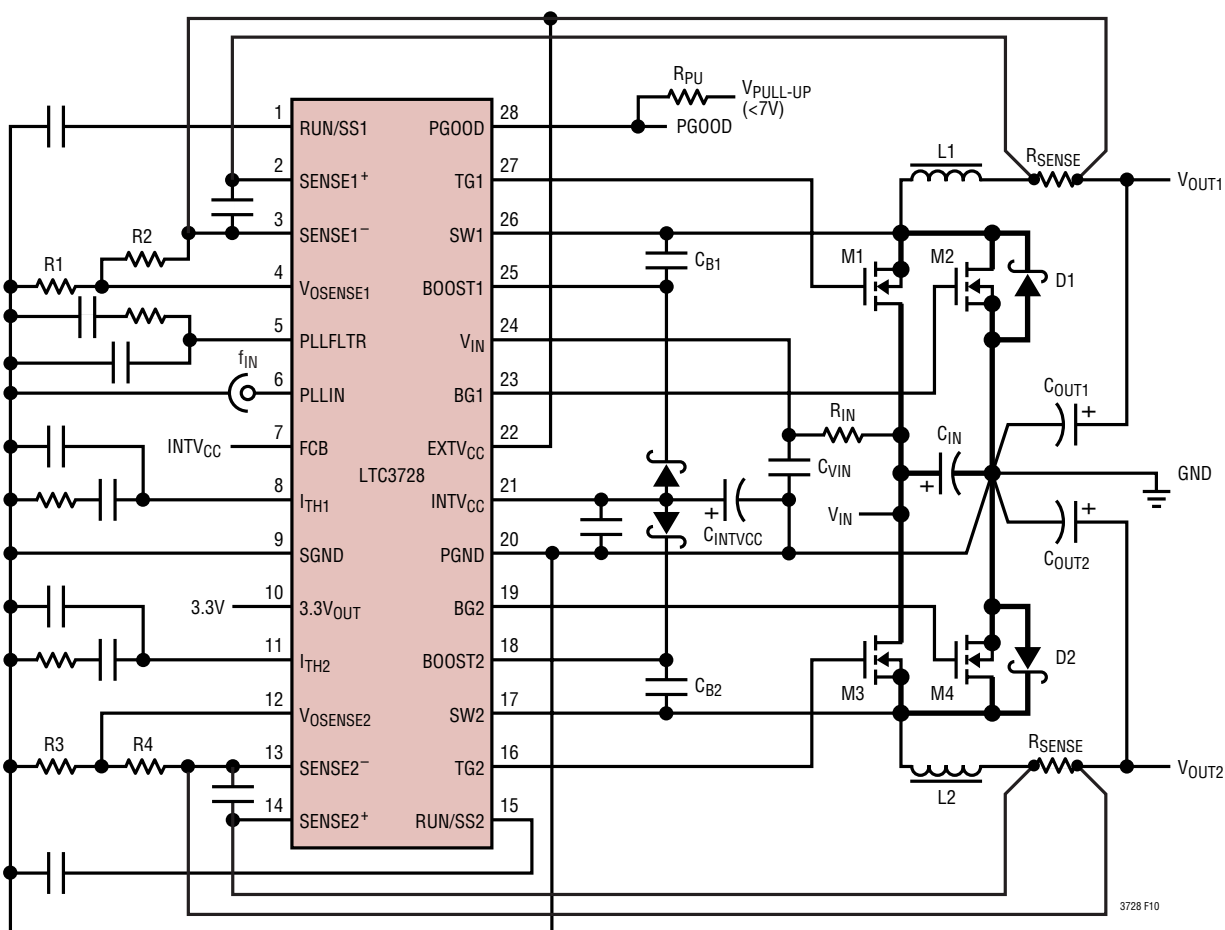 RPU
VPULL-UP
(<7V)
PGOOD
1 RUN/SS1
2 SENSE1+
3 SENSE1−
4 VOSENSE1
5 PLLFLTR
6 PLLIN
7 FCB
8 ITH1
9 SGND
10 3.3VOUT
11 ITH2
12 VOSENSE2
13 SENSE2−
14 SENSE2+
LTC3728
PGOOD 28
TG1 27
SW1 26
BOOST1 25
VIN 24
BG1 23
EXTVCC 22
INTVCC 21
PGND 20
BG2 19
BOOST2 18
SW2 17
TG2 16
RUN/SS2 15
R2
R1
fIN
INTVCC
3.3V
R3
R4
L1
RSENSE
VOUT1
CB1
M1
M2
D1
COUT1
+
RIN
CIN
+
CVIN
GND
+
CINTVCC
VIN
+
COUT2
CB2
M3
M4
D2
RSENSE
L2
VOUT2
3728 F10